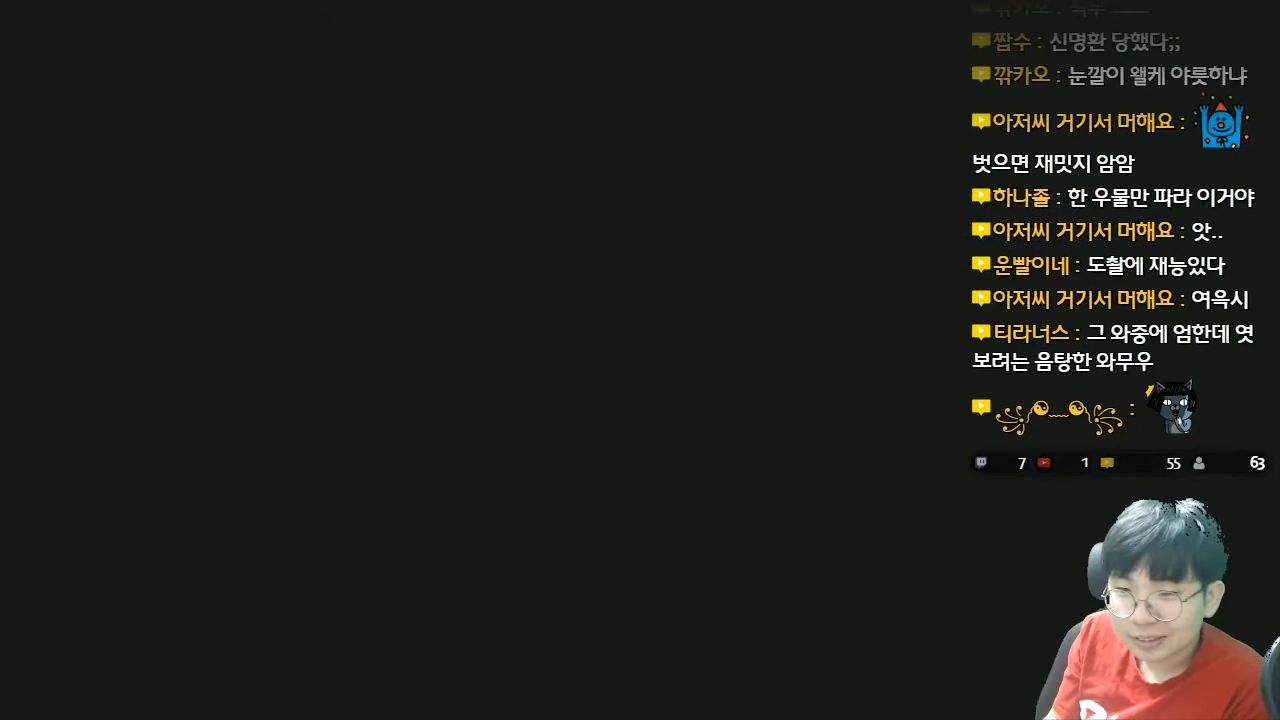 짭수 : 신명환 당했다;;
깎카오 : 눈깔이 왤케 야릇하냐
아저씨 거기서 머해요 :
벗으면 재밋지 암암
하나졸 : 한 우물만 파라 이거야
아저씨 거기서 머해요 : 앗..
운빨이네 : 도촬에 재능있다
아저씨 거기서 머해요 : 여윽시
티라너스 : 그 와중에 엄한데 엿
보려는 음탕한 와무우
:
7 1 55 63